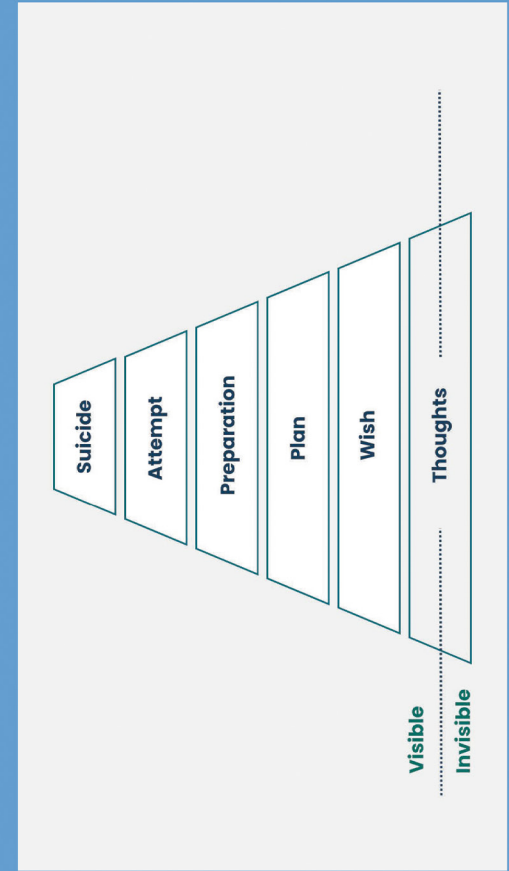 Suicide
Attempt
Preparation
Plan
Wish
Thoughts
Visible
Invisible